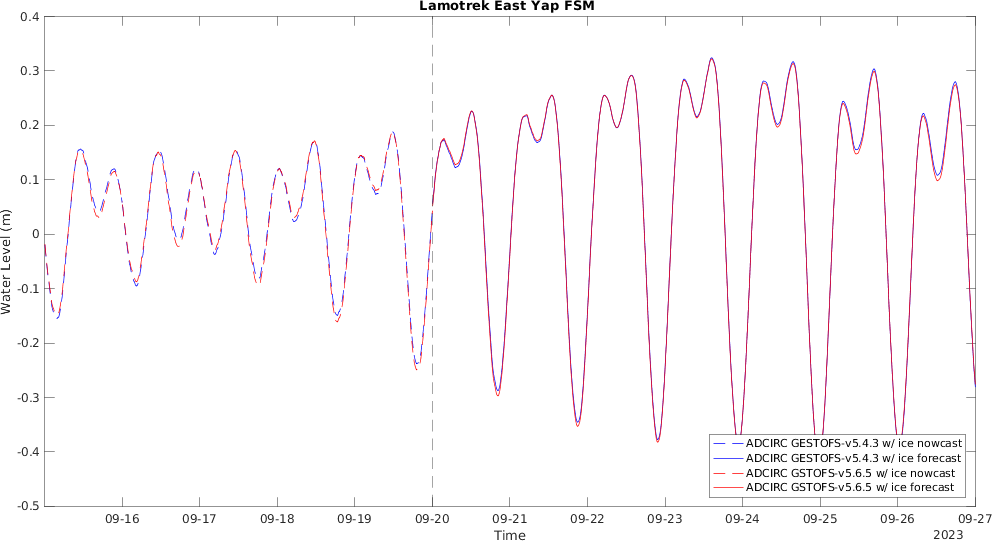 Lamotrek East Yap FSM
0.4
0.3
0.2
0.1
0
-0.1
-0.2
-0.3
-0.4
-0.5
Water Level (m)
ADCIRC GESTOFS-v5.4.3 w/ ice nowcast
ADCIRC GESTOFS-v5.4.3 w/ ice forecast
ADCIRC GSTOFS-v5.6.5 w/ ice nowcast
ADCIRC GSTOFS-v5.6.5 w/ ice forecast
09-16 09-17 09-18 09-19 09-20 09-21 09-22 09-23 09-24 09-25 09-26 09-27
Time
2023